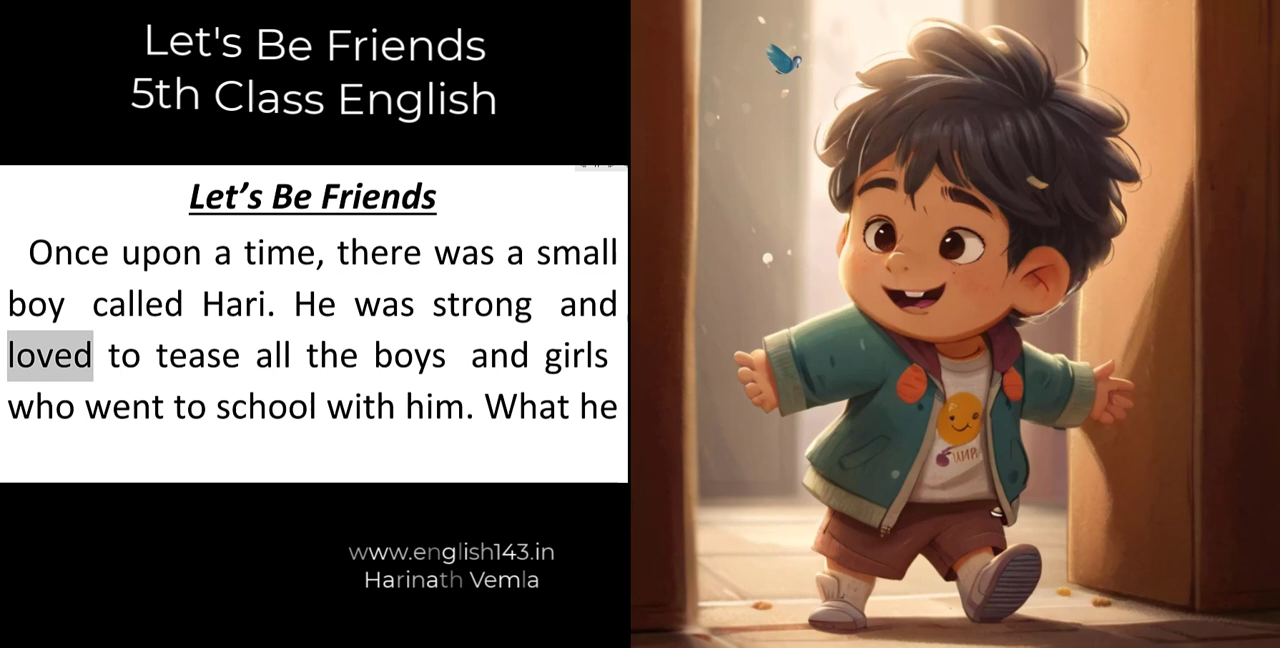 Let's Be Friends
5th Class English
Let’s Be Friends
Once upon a time, there was a small
boy called Hari. He was strong and
loved to tease all the boys and girls
who went to school with him. What he
www.english143.in
Harinath Vemla